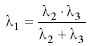 λ₁ = (λ₂ · λ₃) / (λ₂ + λ₃)